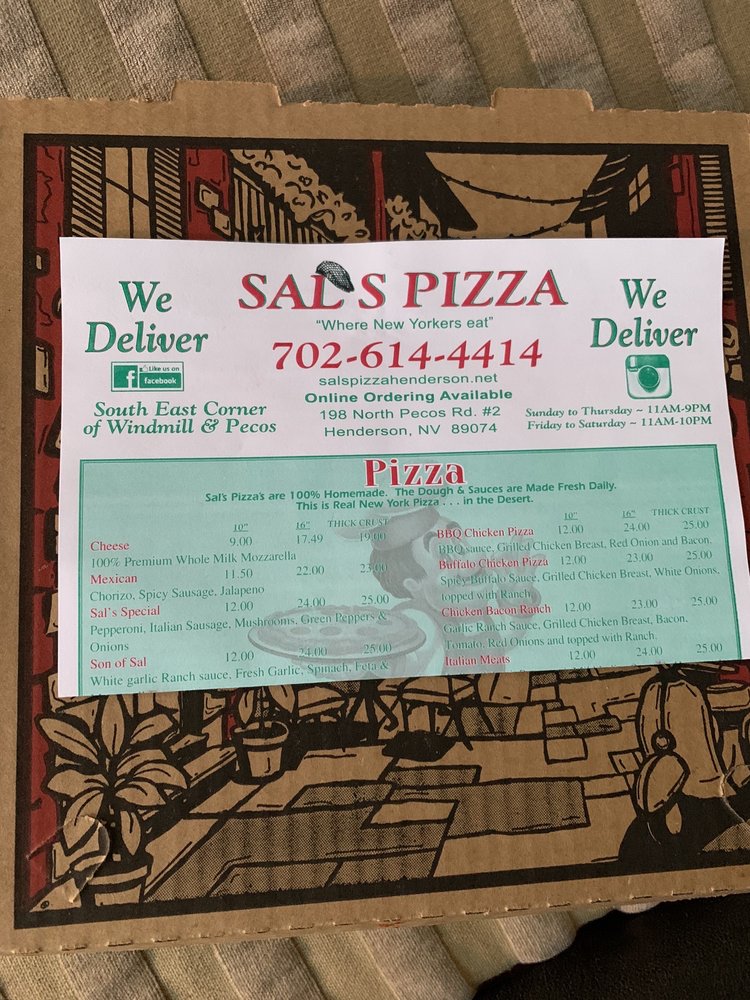 We
Deliver
Like us on
facebook
South East Corner
of Windmill & Pecos
SAL'S PIZZA
"Where New Yorkers eat"
702-614-4414
salspizzahenderson.net
Online Ordering Available
198 North Pecos Rd. #2
Henderson, NV 89074
We
Deliver
Sunday to Thursday ~ 11AM-9PM
Friday to Saturday ~ 11AM-10PM
Pizza
Sal's Pizza's are 100% Homemade. The Dough & Sauces are Made Fresh Daily.
This is Real New York Pizza . . . in the Desert.
10" 16" THICK CRUST
Cheese 9.00 17.49 19.00
100% Premium Whole Milk Mozzarella
Mexican 11.50 22.00 23.00
Chorizo, Spicy Sausage, Jalapeno
Sal's Special 12.00 24.00 25.00
Pepperoni, Italian Sausage, Mushrooms, Green Peppers &
Onions
Son of Sal 12.00 24.00 25.00
White garlic Ranch sauce, Fresh Garlic, Spinach, Feta &
10" 16" THICK CRUST
BBQ Chicken Pizza 12.00 24.00 25.00
BBQ sauce, Grilled Chicken Breast, Red Onion and Bacon.
Buffalo Chicken Pizza 12.00 23.00 25.00
Spicy Buffalo Sauce, Grilled Chicken Breast, White Onions,
topped with Ranch
Chicken Bacon Ranch 12.00 23.00 25.00
Garlic Ranch Sauce, Grilled Chicken Breast, Bacon.
Tomato, Red Onions and topped with Ranch.
Italian Meats 12.00 24.00 25.00